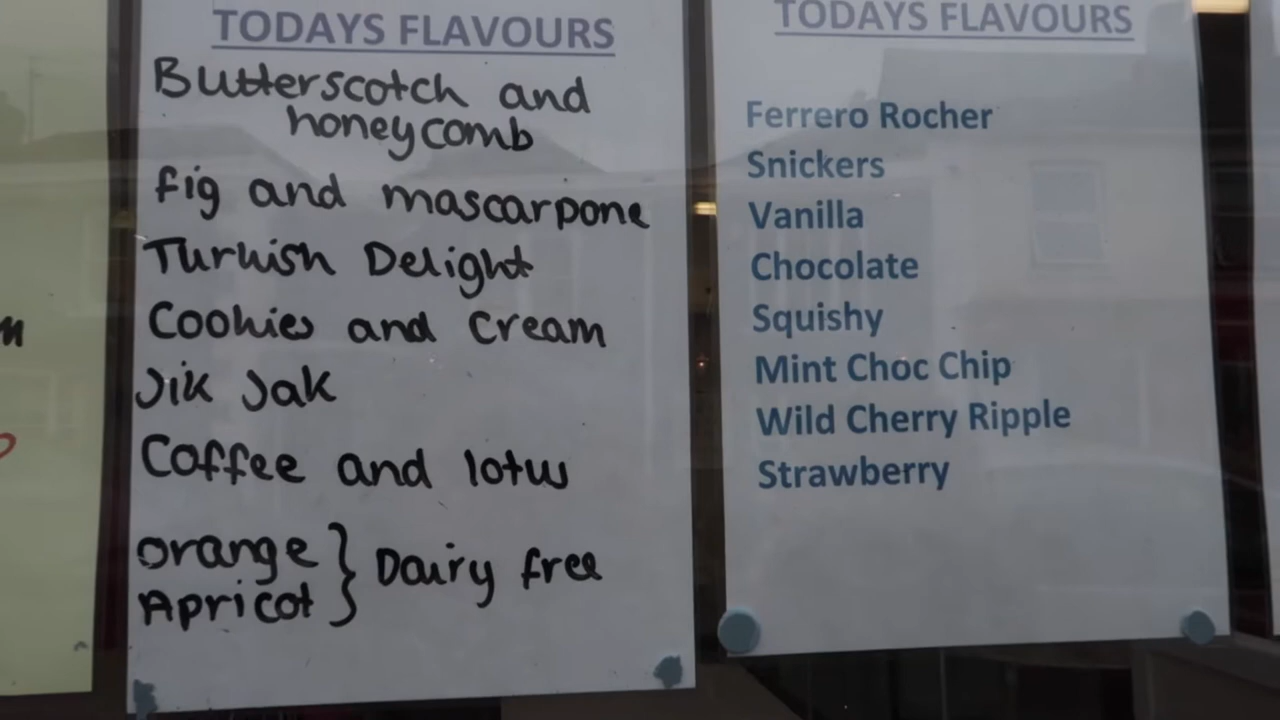 TODAYS FLAVOURS
Butterscotch and
honeycomb
fig and mascarpone
Turkish Delight
Cookies and Cream
Jik Jak
Coffee and lotus
orange } Dairy free
Apricot
TODAYS FLAVOURS
Ferrero Rocher
Snickers
Vanilla
Chocolate
Squishy
Mint Choc Chip
Wild Cherry Ripple
Strawberry